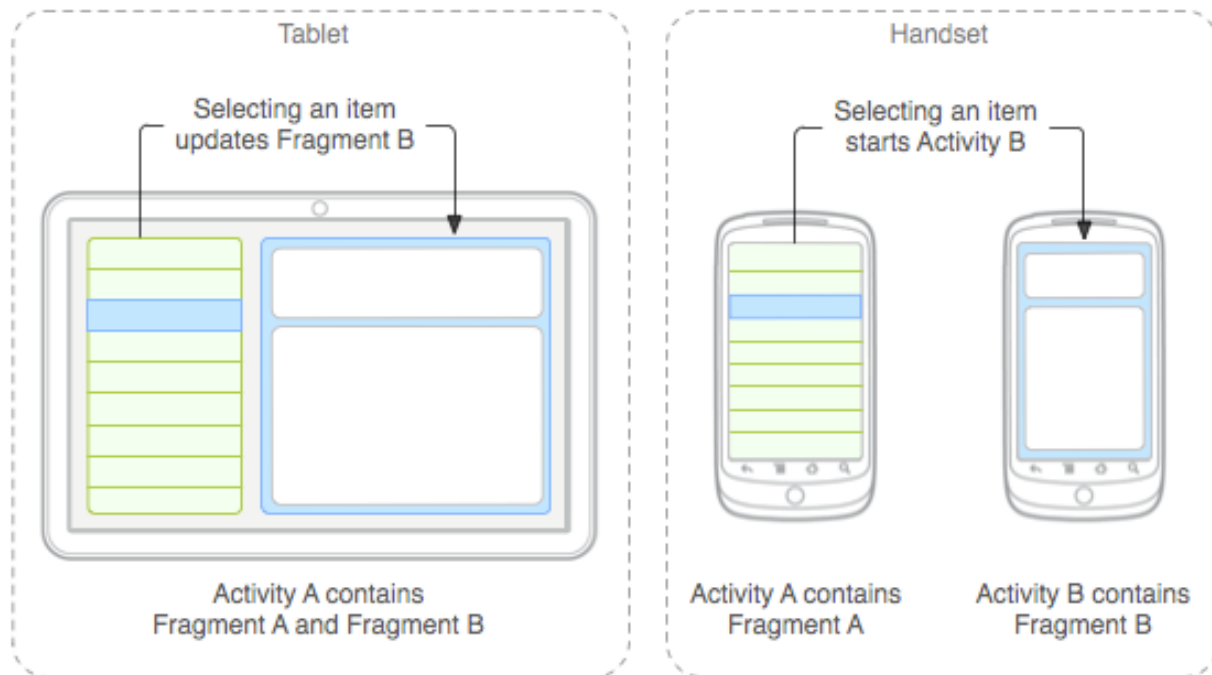 Tablet
Selecting an item
updates Fragment B
Activity A contains
Fragment A and Fragment B
Handset
Selecting an item
starts Activity B
Activity A contains
Fragment A
Activity B contains
Fragment B